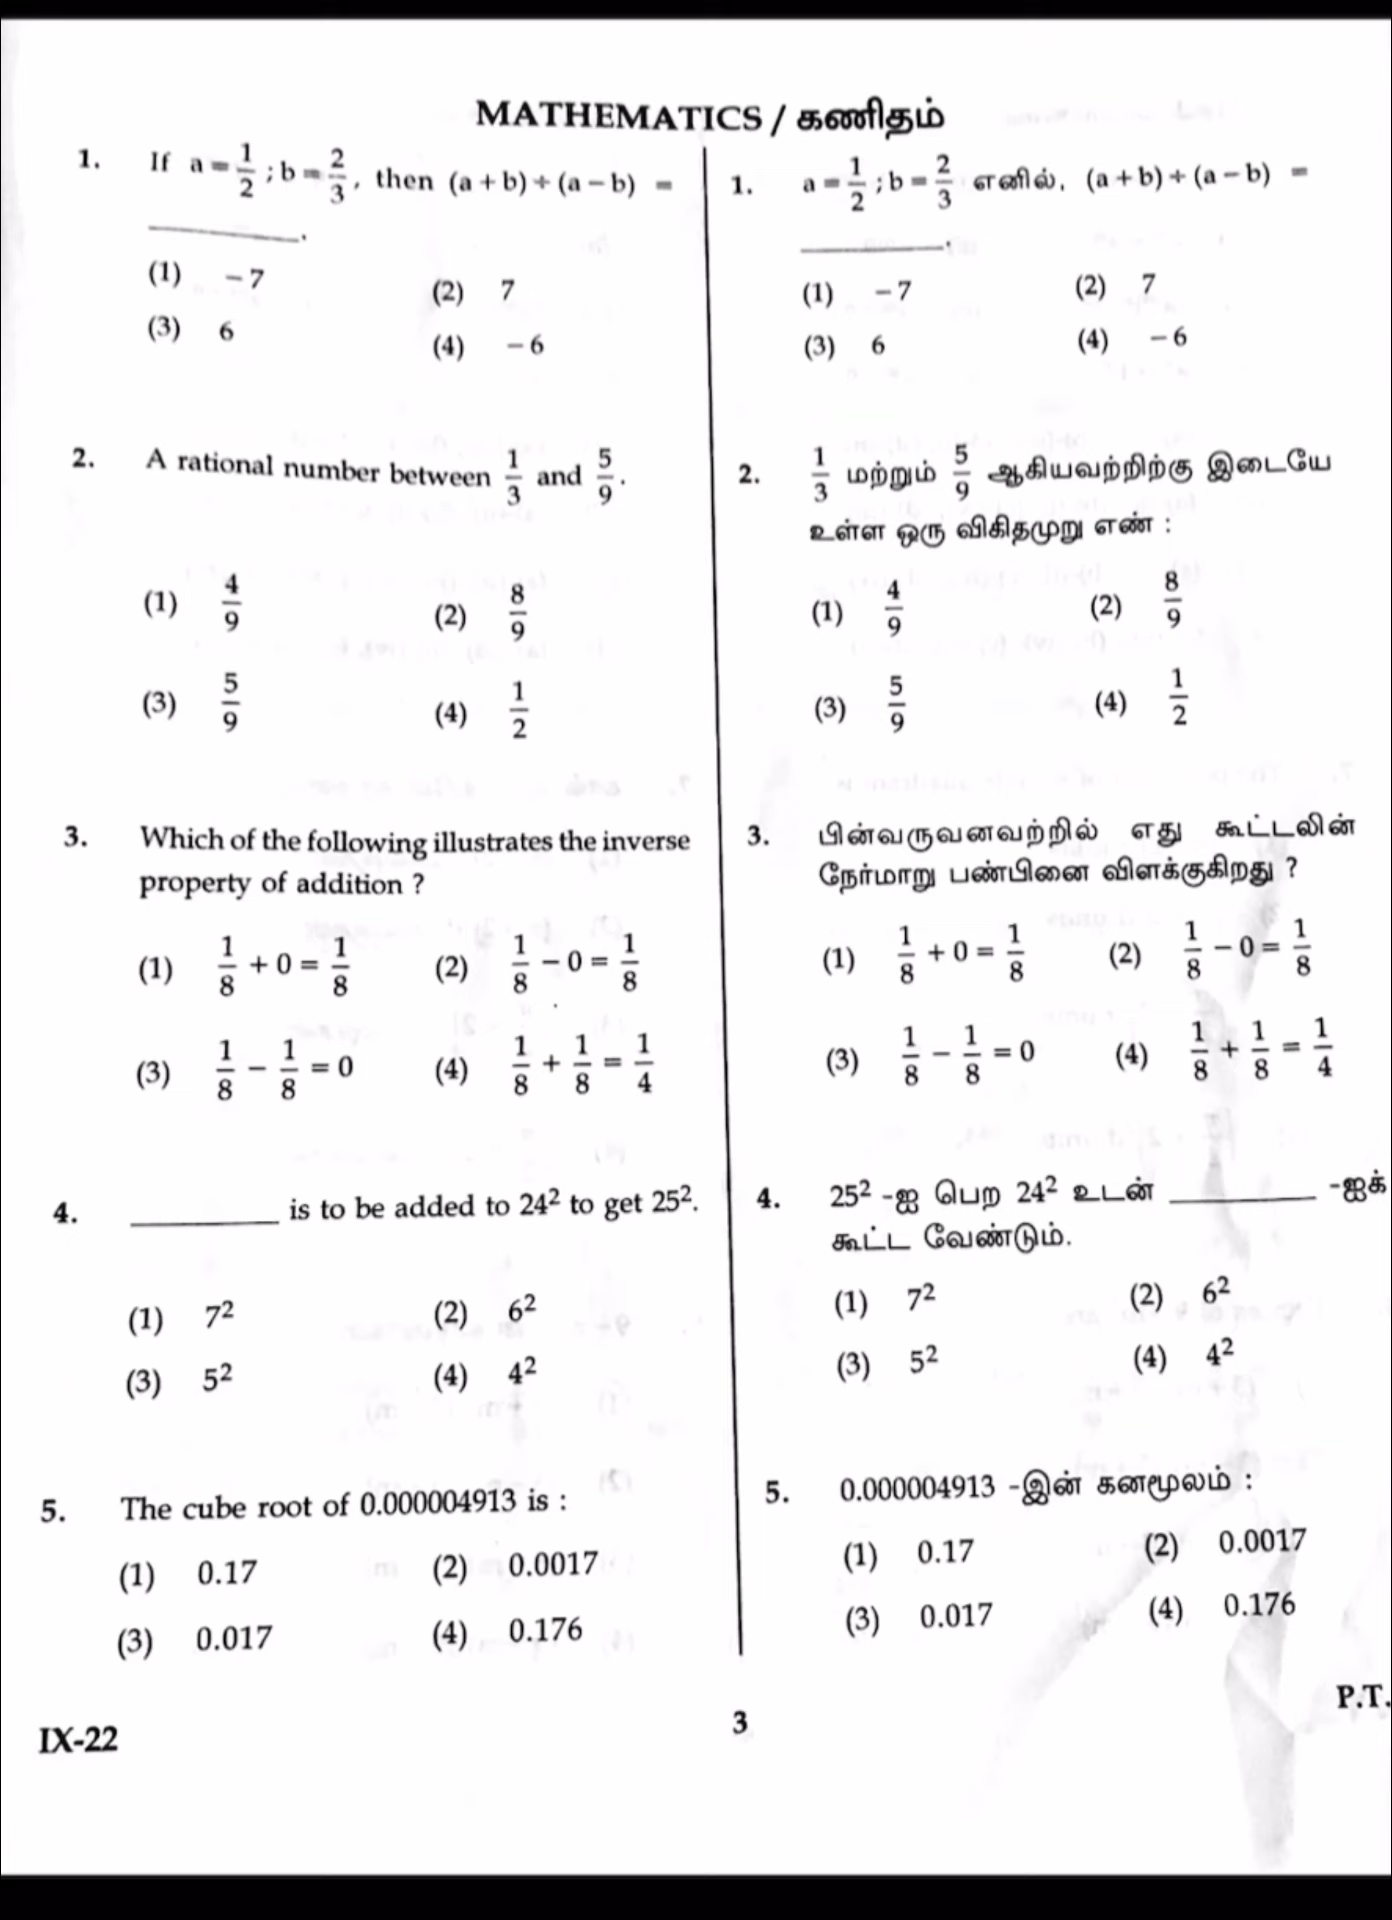 MATHEMATICS / கணிதம்
1. If a = 1/2 ; b = 2/3, then (a + b) ÷ (a − b) =
________.
(1) − 7 (2) 7
(3) 6 (4) − 6
2. A rational number between 1/3 and 5/9.
(1) 4/9 (2) 8/9
(3) 5/9 (4) 1/2
3. Which of the following illustrates the inverse
property of addition ?
(1) 1/8 + 0 = 1/8 (2) 1/8 − 0 = 1/8
(3) 1/8 − 1/8 = 0 (4) 1/8 + 1/8 = 1/4
4. ________ is to be added to 24² to get 25².
(1) 7² (2) 6²
(3) 5² (4) 4²
5. The cube root of 0.000004913 is :
(1) 0.17 (2) 0.0017
(3) 0.017 (4) 0.176
1. a = 1/2 ; b = 2/3 எனில், (a + b) ÷ (a − b) =
________.
(1) − 7 (2) 7
(3) 6 (4) − 6
2. 1/3 மற்றும் 5/9 ஆகியவற்றிற்கு இடையே
உள்ள ஒரு விகிதமுறு எண் :
(1) 4/9 (2) 8/9
(3) 5/9 (4) 1/2
3. பின்வருவனவற்றில் எது கூட்டலின்
நேர்மாறு பண்பினை விளக்குகிறது ?
(1) 1/8 + 0 = 1/8 (2) 1/8 − 0 = 1/8
(3) 1/8 − 1/8 = 0 (4) 1/8 + 1/8 = 1/4
4. 25² -ஐ பெற 24² உடன் ________ -ஐக்
கூட்ட வேண்டும்.
(1) 7² (2) 6²
(3) 5² (4) 4²
5. 0.000004913 -இன் கனமூலம் :
(1) 0.17 (2) 0.0017
(3) 0.017 (4) 0.176
IX-22 3 P.T.